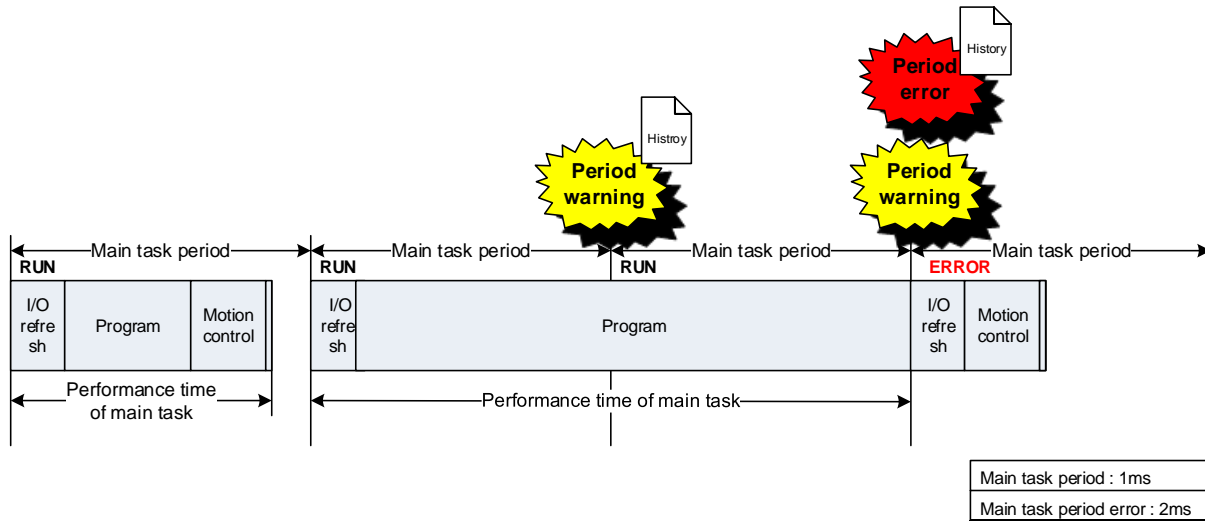 History
Period
error
Histroy
Period
warning
Period
warning
Main task period
Main task period
Main task period
Main task period
RUN
RUN
RUN
ERROR
I/O
refre
sh
Program
Motion
control
I/O
refre
sh
Program
I/O
refre
sh
Motion
control
Performance time
of main task
Performance time of main task
Main task period : 1ms
Main task period error : 2ms